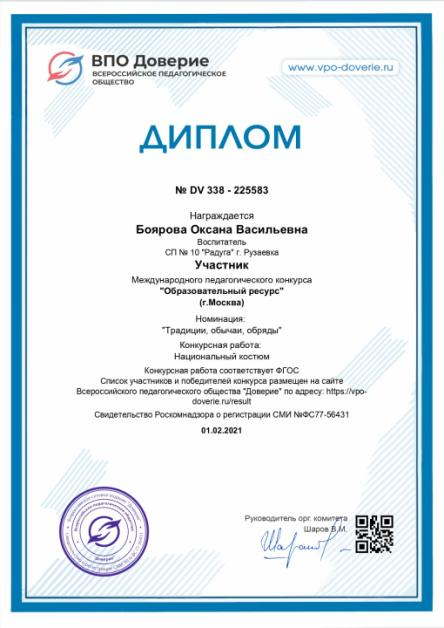 ВПО Доверие
ВСЕРОССИЙСКОЕ ПЕДАГОГИЧЕСКОЕ
ОБЩЕСТВО
www.vpo-doverie.ru
ДИПЛОМ
№ DV 338 - 225583
Награждается
Боярова Оксана Васильевна
Воспитатель
СП № 10 "Радуга" г. Рузаевка
Участник
Международного педагогического конкурса
"Образовательный ресурс"
(г.Москва)
Номинация:
"Традиции, обычаи, обряды"
Конкурсная работа:
Национальный костюм
Конкурсная работа соответствует ФГОС
Список участников и победителей конкурса размещен на сайте
Всероссийского педагогического общества "Доверие" по адресу: https://vpo-
doverie.ru/result
Свидетельство Роскомнадзора о регистрации СМИ №ФС77-56431
01.02.2021
Руководитель орг. комитета
Шаров В.М.
"Доверие"